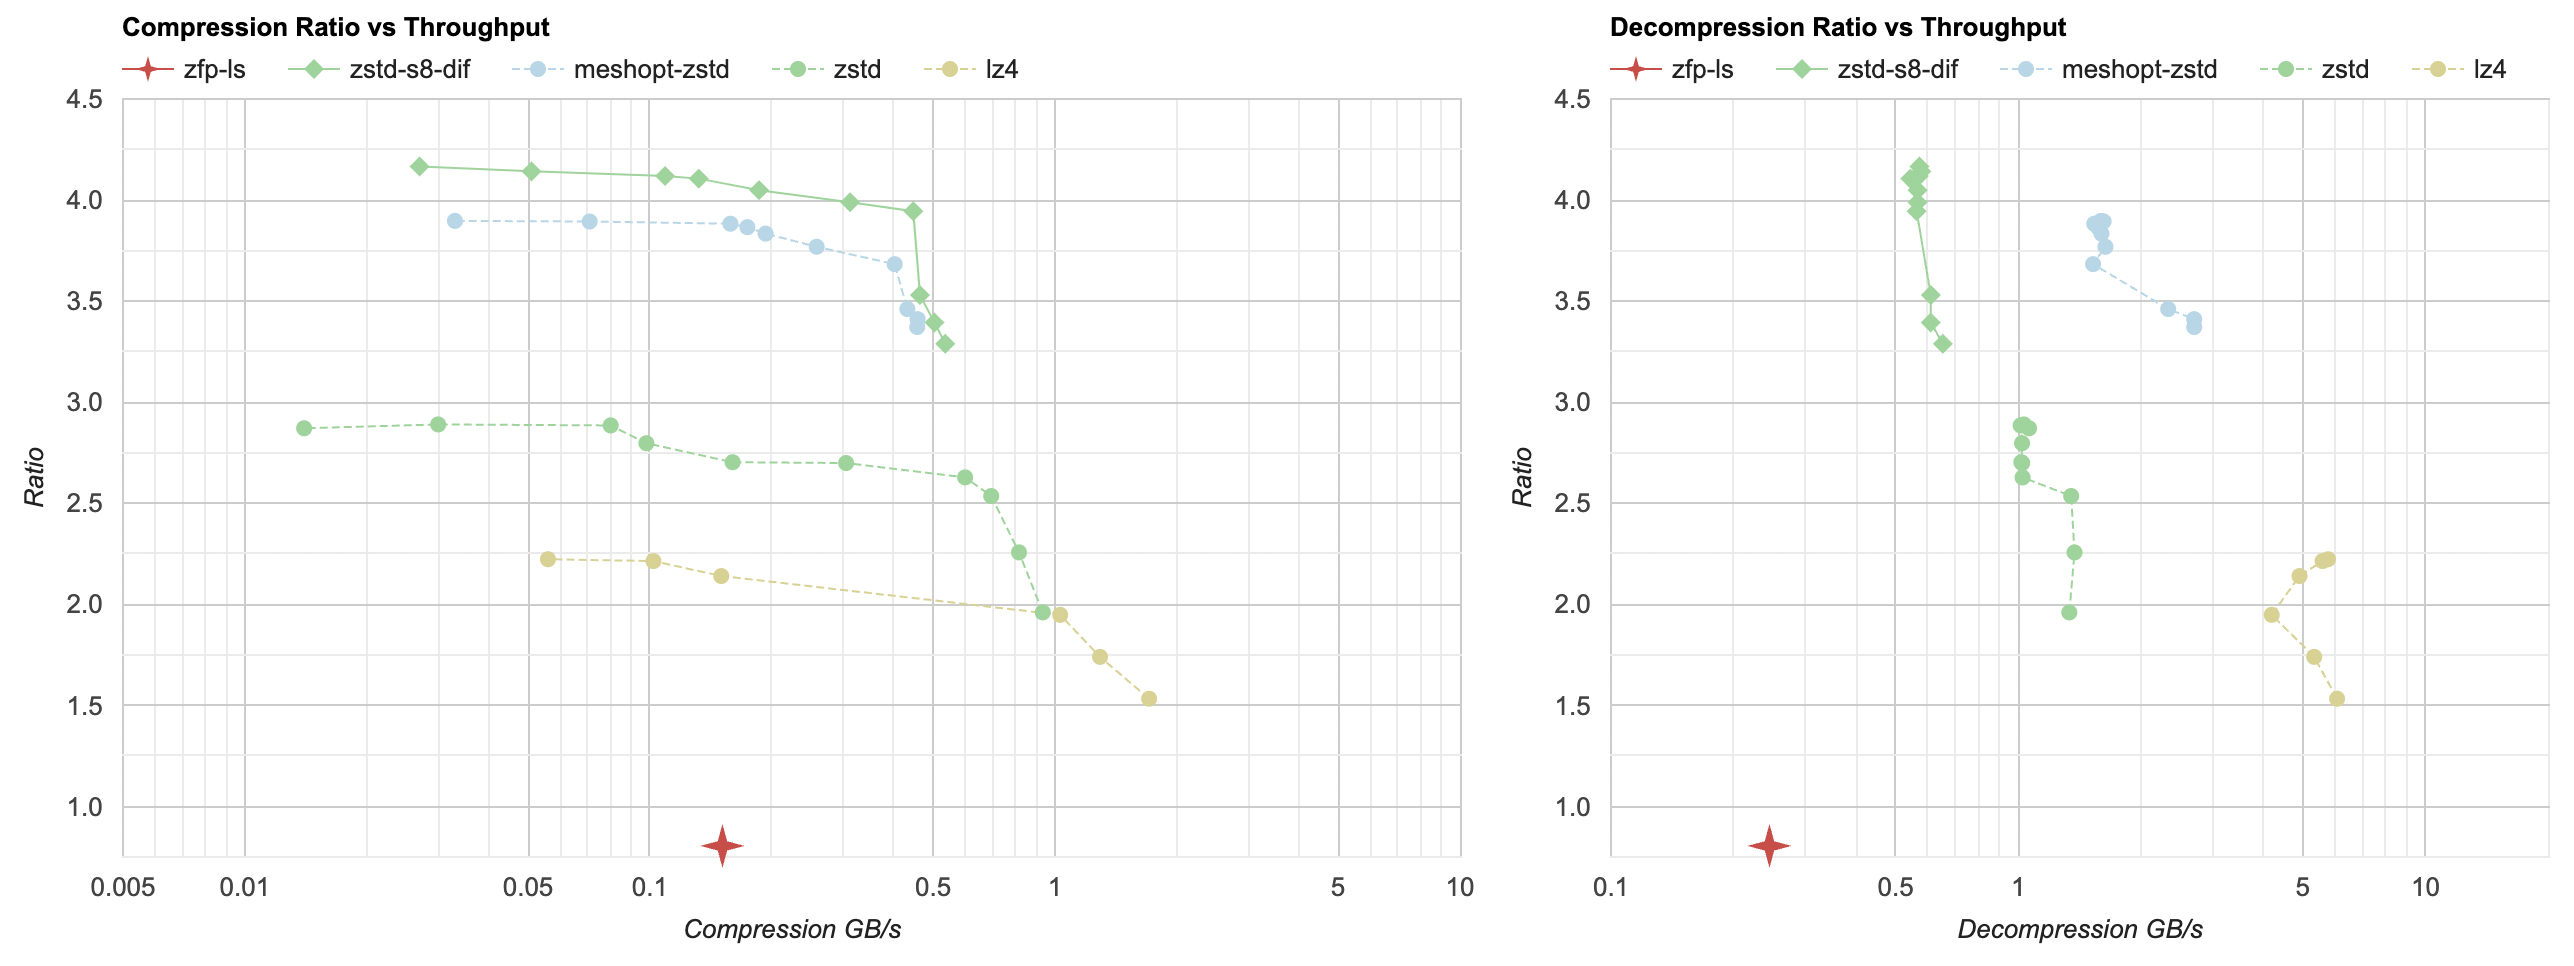 Compression Ratio vs Throughput
zfp-ls zstd-s8-dif meshopt-zstd zstd lz4
4.5
4.0
3.5
3.0
2.5
2.0
1.5
1.0
Ratio
0.005 0.01 0.05 0.1 0.5 1 5 10
Compression GB/s
Decompression Ratio vs Throughput
zfp-ls zstd-s8-dif meshopt-zstd zstd lz4
4.5
4.0
3.5
3.0
2.5
2.0
1.5
1.0
Ratio
0.1 0.5 1 5 10
Decompression GB/s